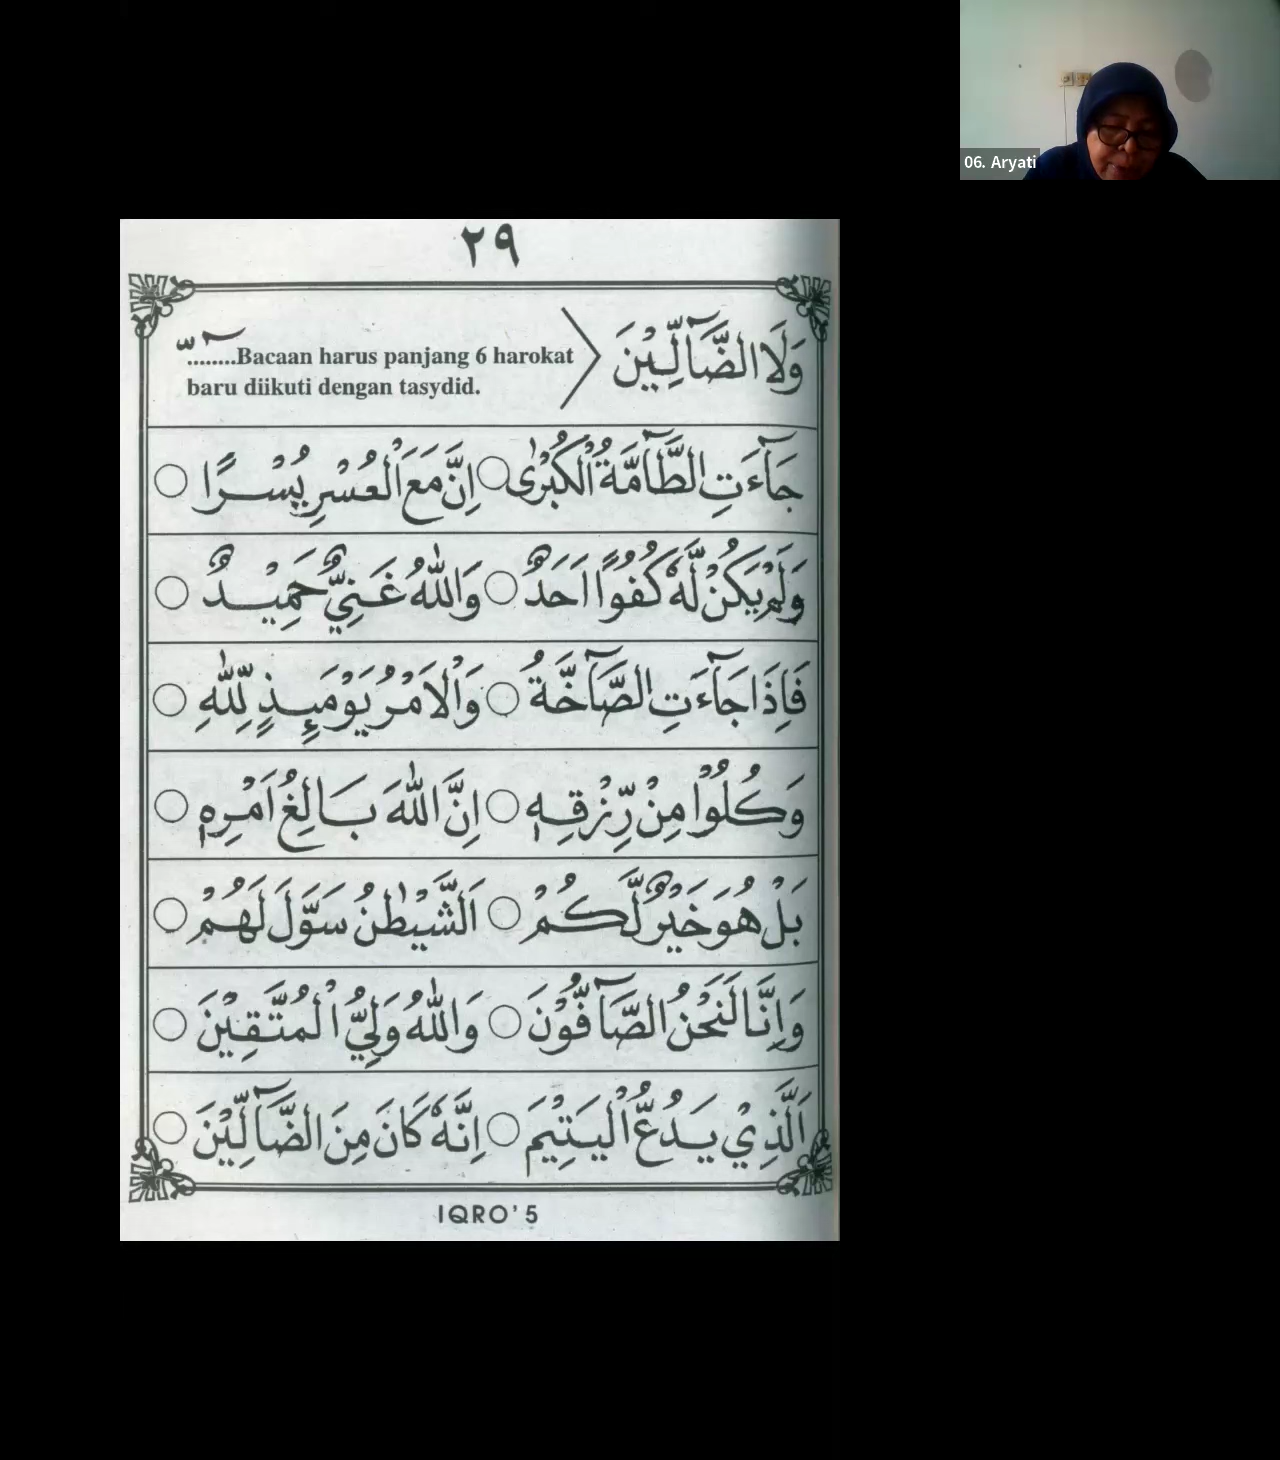 06. Aryati
٢٩
وَلَا الضَّآلِّيْنَ
........Bacaan harus panjang 6 harokat
baru diikuti dengan tasydid.
جَآءَتِ الطَّآمَّةُ الْكُبْرٰى ○ اِنَّ مَعَ الْعُسْرِ يُسْرًا ○
وَلَمْ يَكُنْ لَّهٗ كُفُوًا اَحَدٌ ○ وَاللّٰهُ غَنِيٌّ حَمِيْدٌ ○
فَاِذَا جَآءَتِ الصَّآخَّةُ ○ وَالْاَمْرُ يَوْمَىِٕذٍ لِّلّٰهِ ○
وَكُلُوْا مِنْ رِّزْقِهٖ ○ اِنَّ اللّٰهَ بَالِغُ اَمْرِهٖ ○
بَلْ هُوَ خَيْرٌ لَّكُمْ ○ اَلشَّيْطٰنُ سَوَّلَ لَهُمْ ○
وَاِنَّا لَنَحْنُ الصَّآفُّوْنَ ○ وَاللّٰهُ وَلِيُّ الْمُتَّقِيْنَ ○
اَلَّذِيْ يَدُعُّ الْيَتِيْمَ ○ اِنَّهٗ كَانَ مِنَ الضَّآلِّيْنَ ○
IQRO' 5